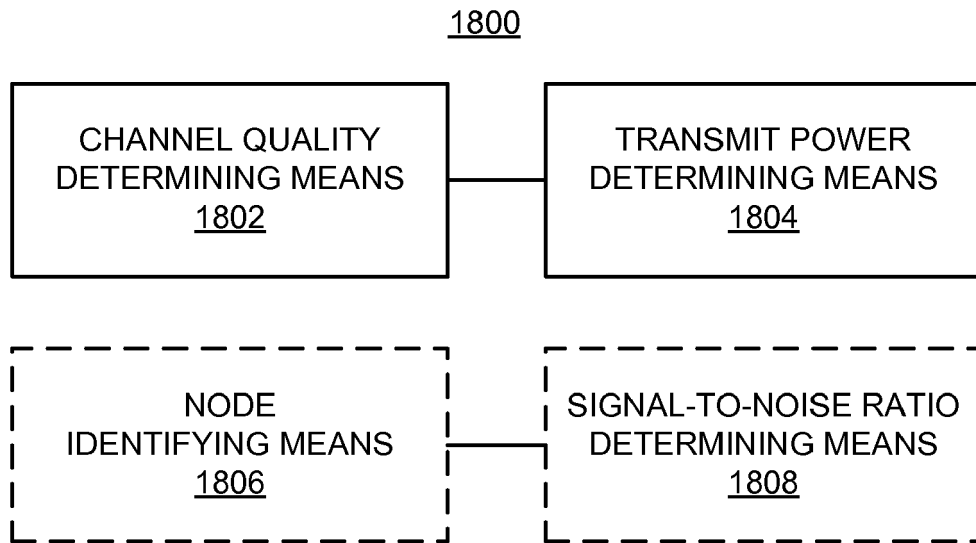 1800
CHANNEL QUALITY
DETERMINING MEANS
1802
TRANSMIT POWER
DETERMINING MEANS
1804
NODE
IDENTIFYING MEANS
1806
SIGNAL-TO-NOISE RATIO
DETERMINING MEANS
1808